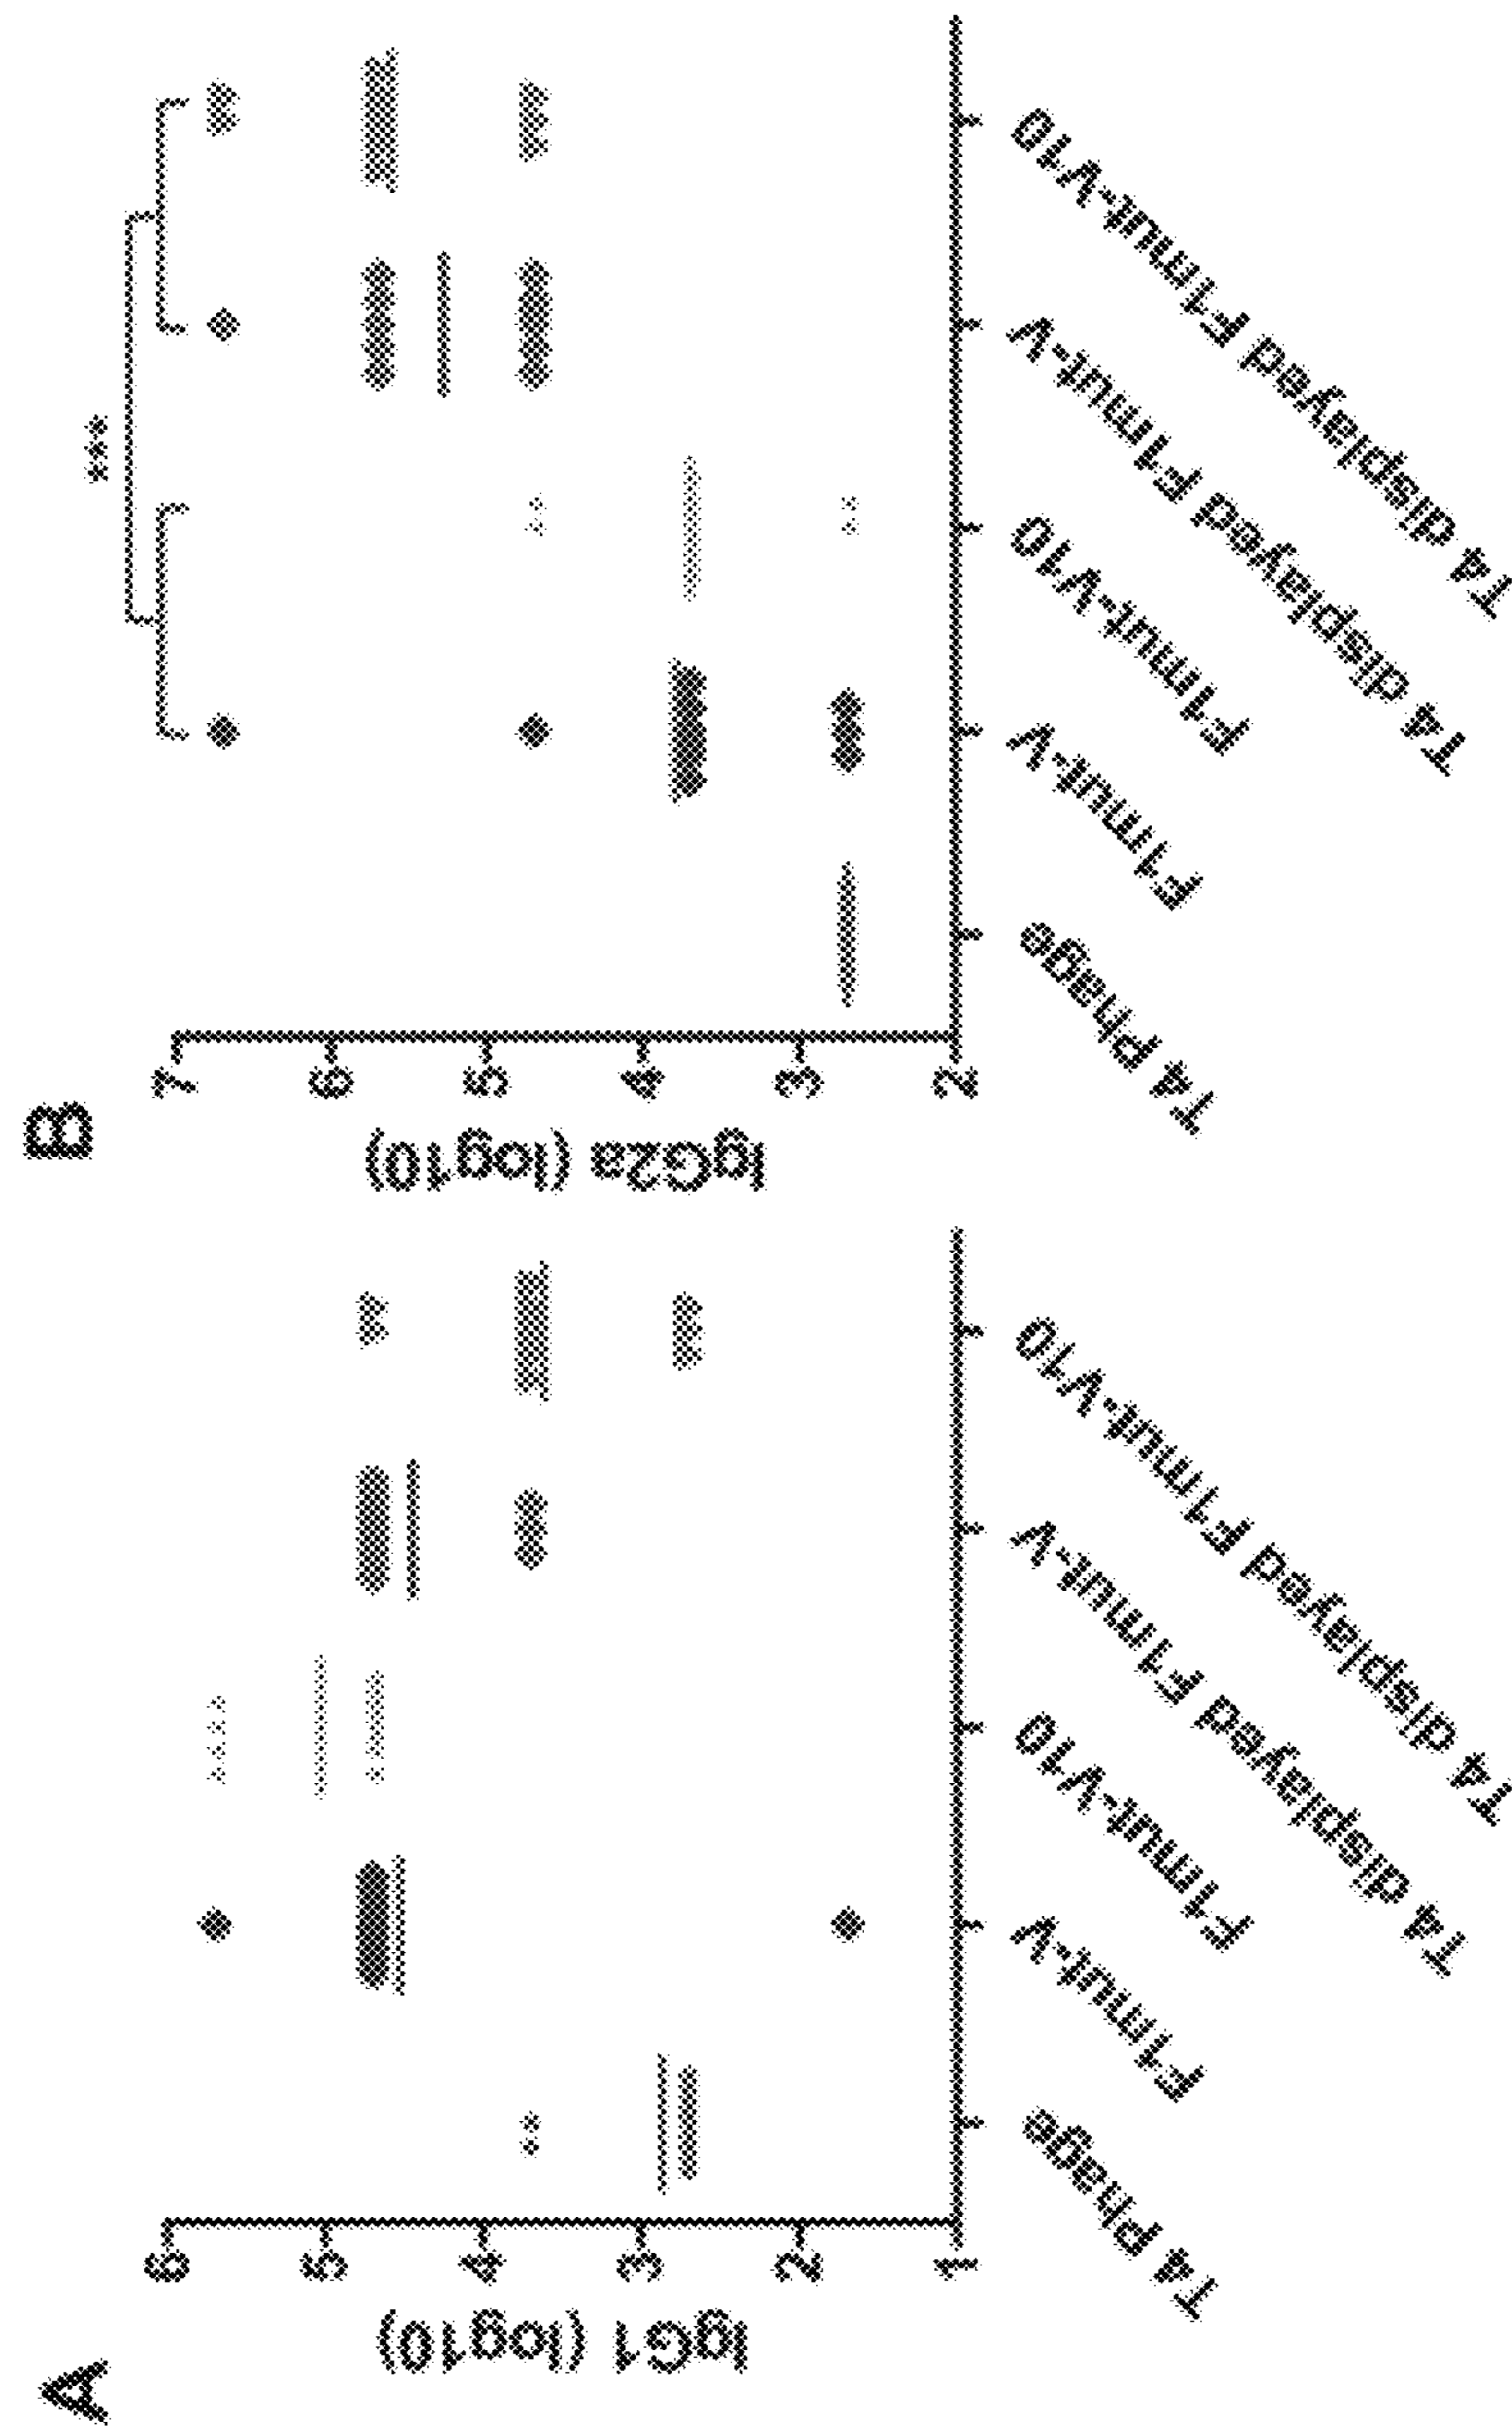 A
IgG1 (log10)
6
5
4
3
2
1
T4 Phage
F1mut-V
F1mut-V10
T4 displayed F1mut-V
T4 displayed F1mut-V10
B
IgG2a (log10)
7
6
5
4
3
2
***
T4 Phage
F1mut-V
F1mut-V10
T4 displayed F1mut-V
T4 displayed F1mut-V10